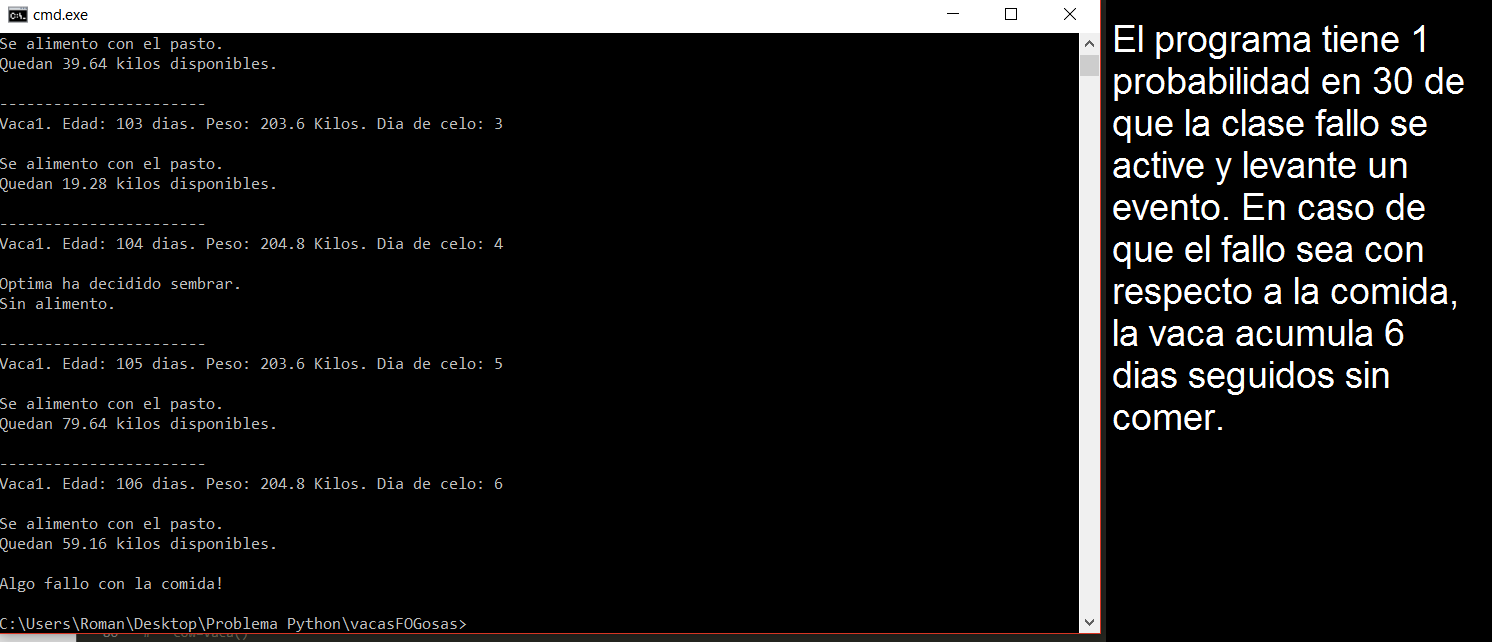 cmd.exe
Se alimento con el pasto.
Quedan 39.64 kilos disponibles.
-----------------------
Vaca1. Edad: 103 dias. Peso: 203.6 Kilos. Dia de celo: 3
Se alimento con el pasto.
Quedan 19.28 kilos disponibles.
-----------------------
Vaca1. Edad: 104 dias. Peso: 204.8 Kilos. Dia de celo: 4
Optima ha decidido sembrar.
Sin alimento.
-----------------------
Vaca1. Edad: 105 dias. Peso: 203.6 Kilos. Dia de celo: 5
Se alimento con el pasto.
Quedan 79.64 kilos disponibles.
-----------------------
Vaca1. Edad: 106 dias. Peso: 204.8 Kilos. Dia de celo: 6
Se alimento con el pasto.
Quedan 59.16 kilos disponibles.
Algo fallo con la comida!
C:\Users\Roman\Desktop\Problema Python\vacasFOGosas>
El programa tiene 1
probabilidad en 30 de
que la clase fallo se
active y levante un
evento. En caso de
que el fallo sea con
respecto a la comida,
la vaca acumula 6
dias seguidos sin
comer.